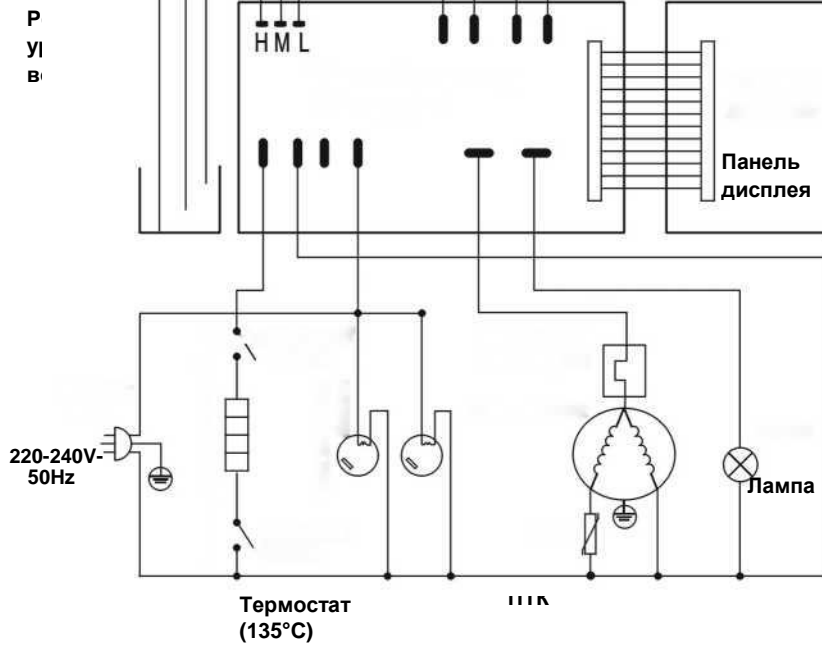 H M L
Панель
дисплея
220-240V-
50Hz
Лампа
Термостат
(135°C)